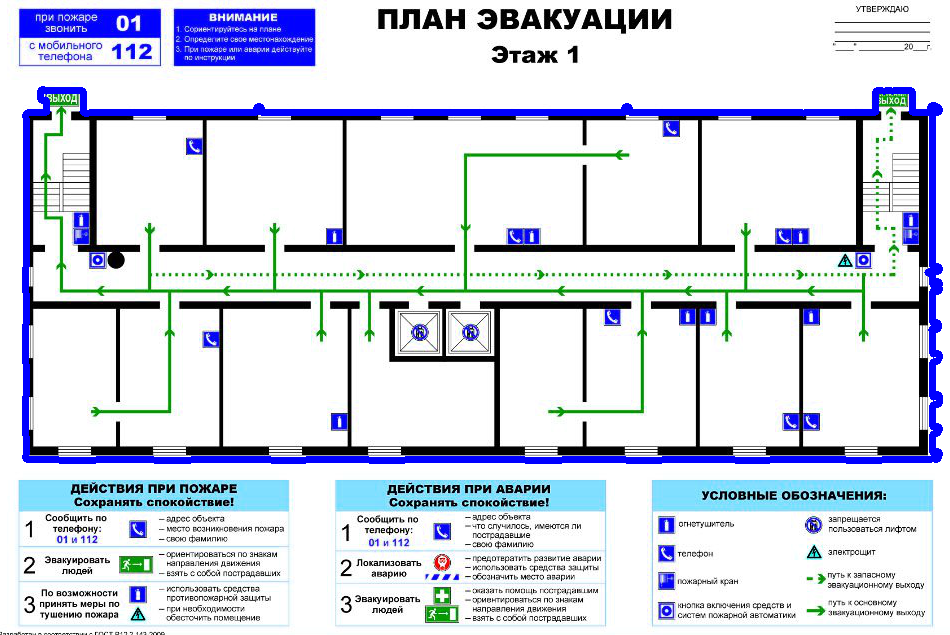 при пожаре
звонить 01
с мобильного
телефона 112
ВНИМАНИЕ
1. Сориентируйтесь на плане
2. Определите свое местонахождение
3. При пожаре или аварии действуйте
по инструкции
ПЛАН ЭВАКУАЦИИ
Этаж 1
УТВЕРЖДАЮ
"___" __________20___г.
ВЫХОД
ВЫХОД
ДЕЙСТВИЯ ПРИ ПОЖАРЕ
Сохранять спокойствие!
1 Сообщить по
телефону:
01 и 112
– адрес объекта
– место возникновения пожара
– свою фамилию
2 Эвакуировать
людей
– ориентироваться по знакам
направления движения
– взять с собой пострадавших
3 По возможности
принять меры по
тушению пожара
– использовать средства
противопожарной защиты
– при необходимости
обесточить помещение
ДЕЙСТВИЯ ПРИ АВАРИИ
Сохранять спокойствие!
1 Сообщить по
телефону:
01 и 112
– адрес объекта
– что случилось, имеются ли
пострадавшие
– свою фамилию
2 Локализовать
аварию
– предотвратить развитие аварии
– использовать средства защиты
– обозначить место аварии
3 Эвакуировать
людей
– оказать помощь пострадавшим
– ориентироваться по знакам
направления движения
– взять с собой пострадавших
УСЛОВНЫЕ ОБОЗНАЧЕНИЯ:
огнетушитель
телефон
пожарный кран
кнопка включения средств и
систем пожарной автоматики
запрещается
пользоваться лифтом
электрощит
путь к запасному
эвакуационному выходу
путь к основному
эвакуационному выходу
Разработан в соответствии с ГОСТ Р12.2.143-2009